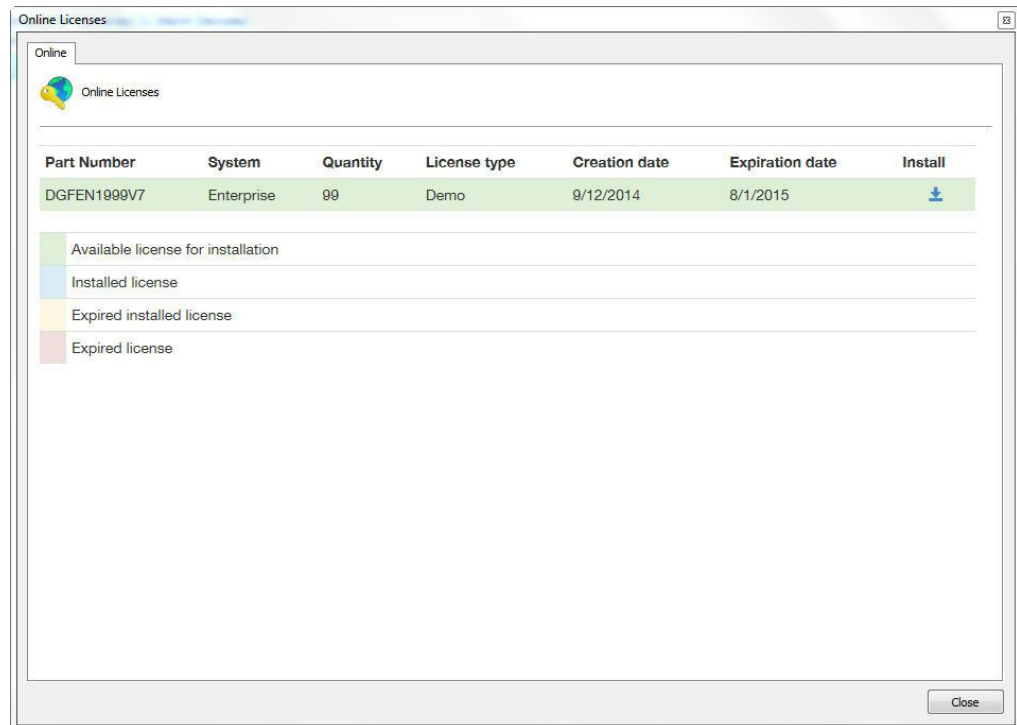 Online Licenses
Online
Online Licenses
Part Number System Quantity License type Creation date Expiration date Install
DGFEN1999V7 Enterprise 99 Demo 9/12/2014 8/1/2015
Available license for installation
Installed license
Expired installed license
Expired license
Close